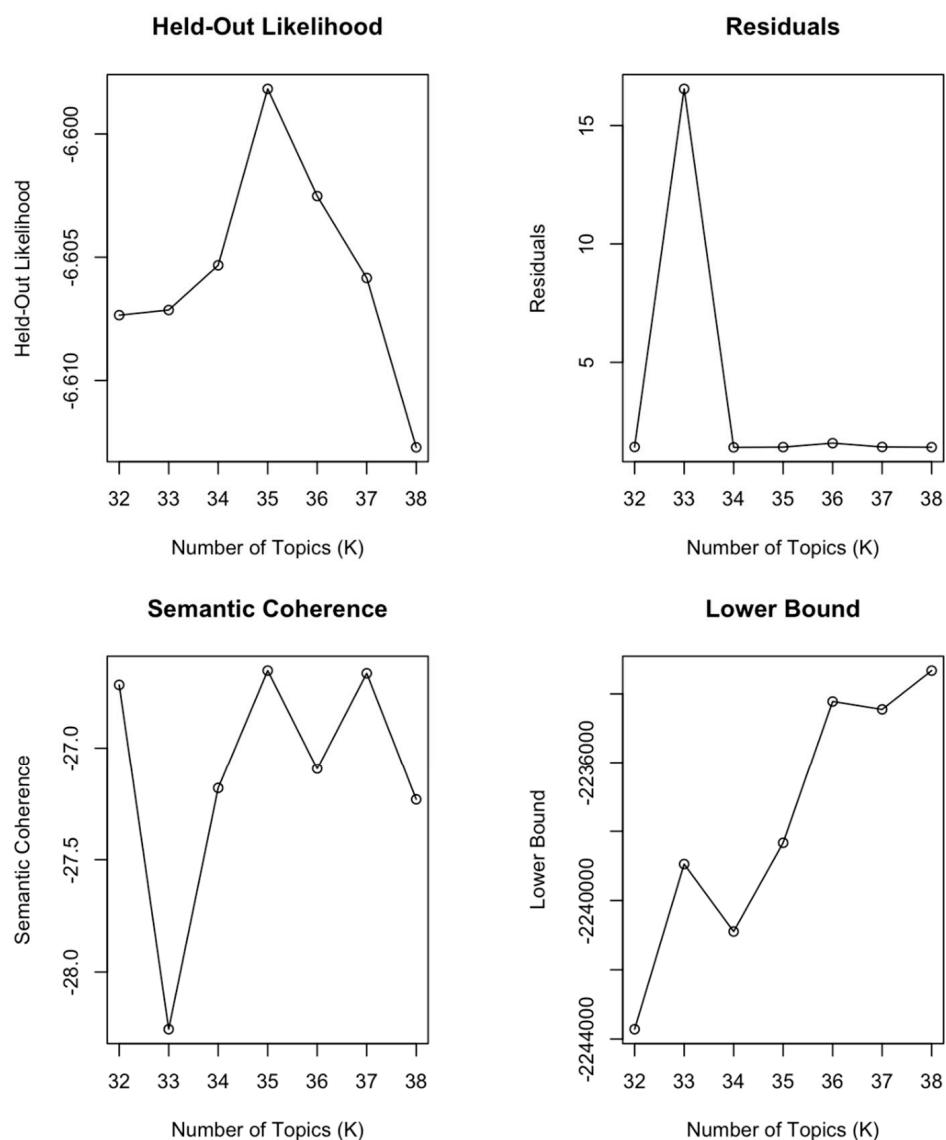 Held-Out Likelihood
Held-Out Likelihood
-6.600
-6.605
-6.610
32 33 34 35 36 37 38
Number of Topics (K)
Residuals
Residuals
15
10
5
32 33 34 35 36 37 38
Number of Topics (K)
Semantic Coherence
Semantic Coherence
-27.0
-27.5
-28.0
32 33 34 35 36 37 38
Number of Topics (K)
Lower Bound
Lower Bound
-2236000
-2240000
-2244000
32 33 34 35 36 37 38
Number of Topics (K)